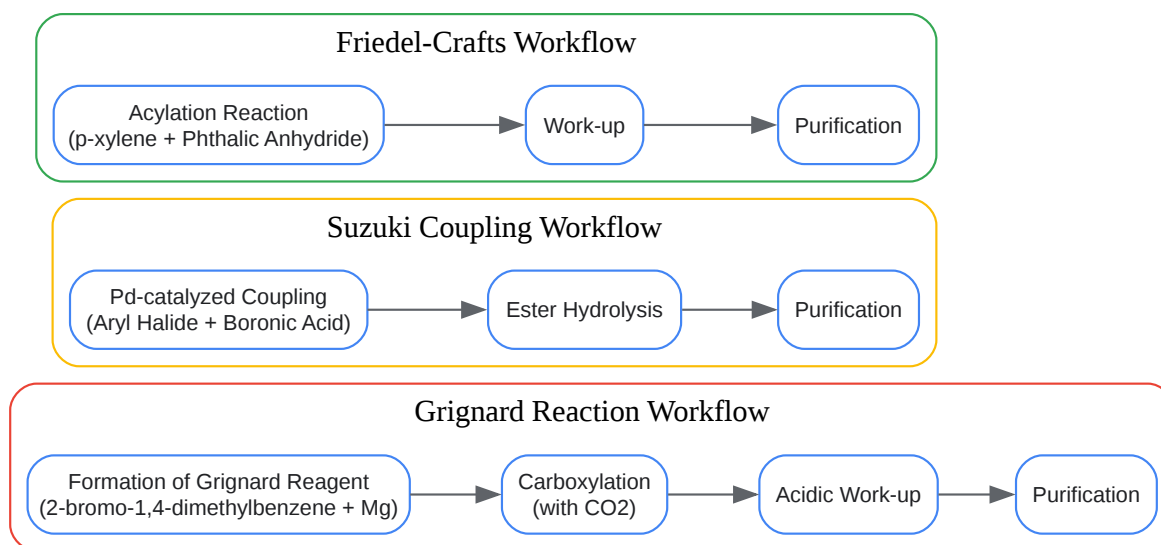 Friedel-Crafts Workflow
Acylation Reaction
(p-xylene + Phthalic Anhydride)
Work-up
Purification
Suzuki Coupling Workflow
Pd-catalyzed Coupling
(Aryl Halide + Boronic Acid)
Ester Hydrolysis
Purification
Grignard Reaction Workflow
Formation of Grignard Reagent
(2-bromo-1,4-dimethylbenzene + Mg)
Carboxylation
(with CO2)
Acidic Work-up
Purification